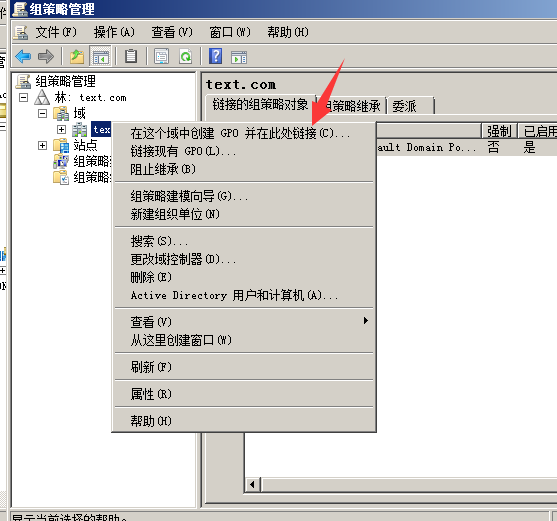 组策略管理
文件(F) 操作(A) 查看(V) 窗口(W) 帮助(H)
组策略管理
林: text.com
域
tex
站点
组策略
组策略
text.com
链接的组策略对象 组策略继承 委派
强制 已启用
ault Domain Po... 否 是
在这个域中创建 GPO 并在此处链接(C)...
链接现有 GPO(L)...
阻止继承(B)
组策略建模向导(G)...
新建组织单位(N)
搜索(S)...
更改域控制器(D)...
删除(E)
Active Directory 用户和计算机(A)...
查看(V)
从这里创建窗口(W)
刷新(F)
属性(R)
帮助(H)
显示当前选择的帮助。